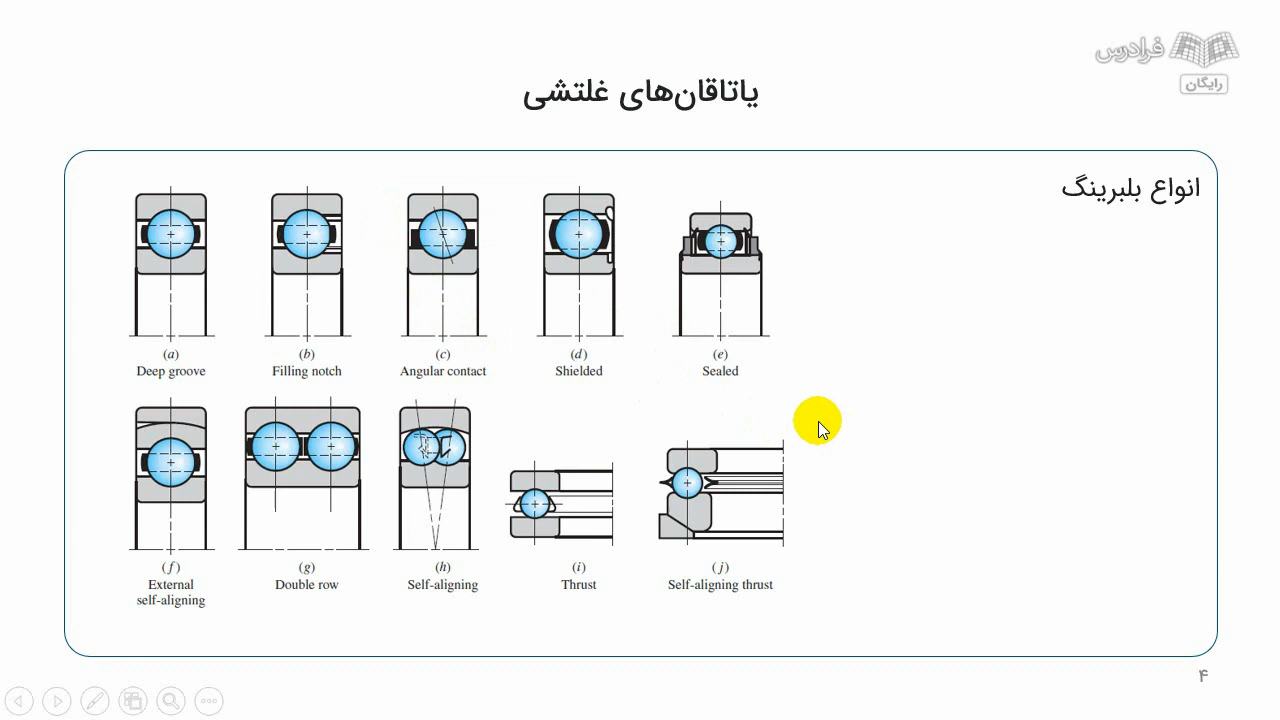 فرادرس
رایگان
یاتاقان‌های غلتشی
انواع بلبرینگ
(a)
Deep groove
(b)
Filling notch
(c)
Angular contact
(d)
Shielded
(e)
Sealed
(f)
External
self-aligning
(g)
Double row
(h)
Self-aligning
(i)
Thrust
(j)
Self-aligning thrust
۴